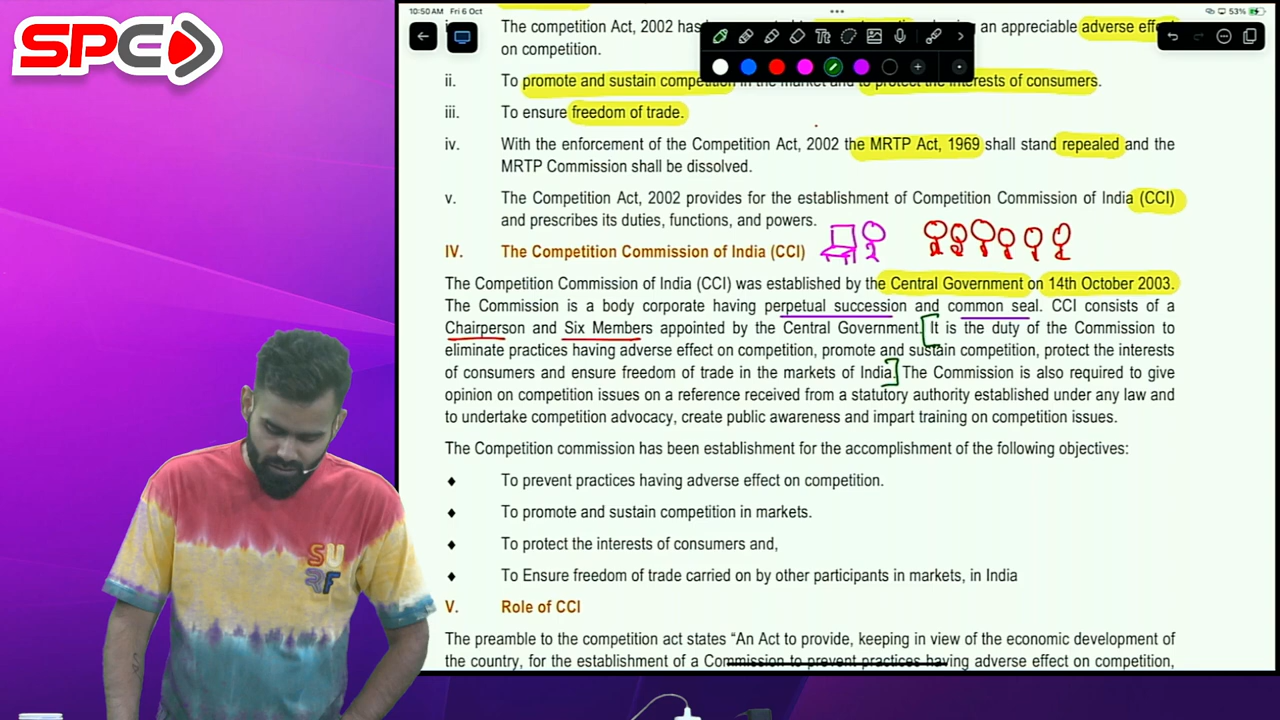 SPC
10:50 AM Fri 6 Oct
53%
The competition Act, 2002 has an appreciable adverse effe
on competition.
ii. To promote and sustain competition in the market and to protect the interests of consumers.
iii. To ensure freedom of trade.
iv. With the enforcement of the Competition Act, 2002 the MRTP Act, 1969 shall stand repealed and the
MRTP Commission shall be dissolved.
v. The Competition Act, 2002 provides for the establishment of Competition Commission of India (CCI)
and prescribes its duties, functions, and powers.
IV. The Competition Commission of India (CCI)
The Competition Commission of India (CCI) was established by the Central Government on 14th October 2003.
The Commission is a body corporate having perpetual succession and common seal. CCI consists of a
Chairperson and Six Members appointed by the Central Government. It is the duty of the Commission to
eliminate practices having adverse effect on competition, promote and sustain competition, protect the interests
of consumers and ensure freedom of trade in the markets of India. The Commission is also required to give
opinion on competition issues on a reference received from a statutory authority established under any law and
to undertake competition advocacy, create public awareness and impart training on competition issues.
The Competition commission has been establishment for the accomplishment of the following objectives:
♦ To prevent practices having adverse effect on competition.
♦ To promote and sustain competition in markets.
♦ To protect the interests of consumers and,
♦ To Ensure freedom of trade carried on by other participants in markets, in India
V. Role of CCI
The preamble to the competition act states “An Act to provide, keeping in view of the economic development of
the country, for the establishment of a Commission to prevent practices having adverse effect on competition,
SURF